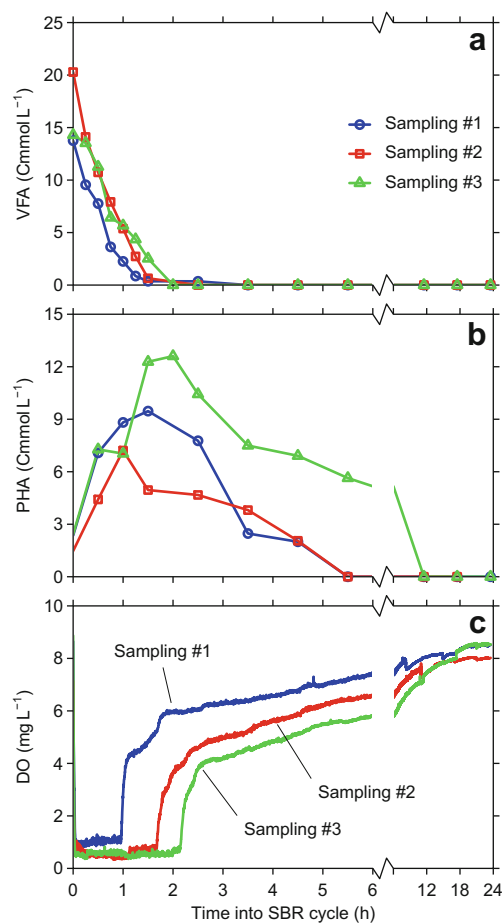 a
25
20
15
10
5
0
VFA (Cmmol L⁻¹)
Sampling #1
Sampling #2
Sampling #3
b
15
12
9
6
3
0
PHA (Cmmol L⁻¹)
c
10
8
6
4
2
0
DO (mg L⁻¹)
Sampling #1
Sampling #2
Sampling #3
0 1 2 3 4 5 6 12 18 24
Time into SBR cycle (h)